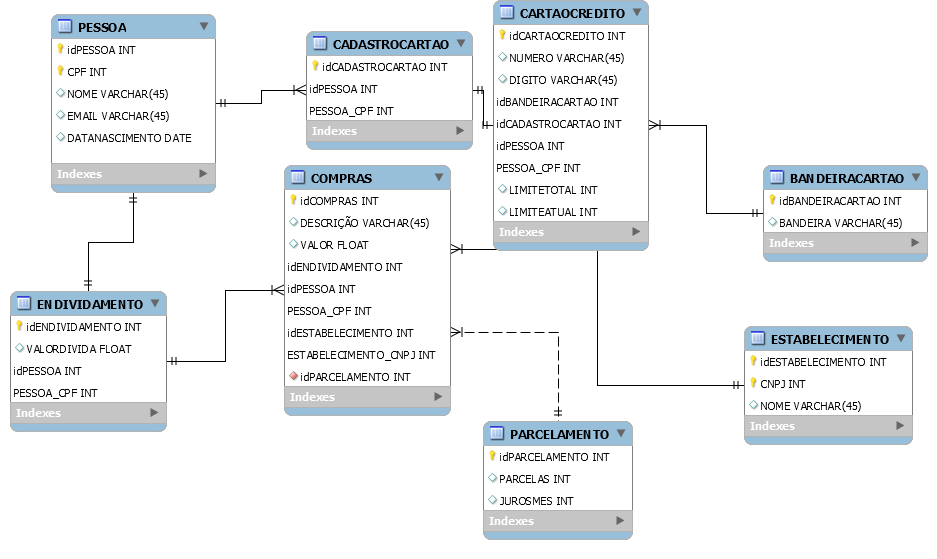 PESSOA
idPESSOA INT
CPF INT
NOME VARCHAR(45)
EMAIL VARCHAR(45)
DATANASCIMENTO DATE
Indexes
CADASTROCARTAO
idCADASTROCARTAO INT
idPESSOA INT
PESSOA_CPF INT
Indexes
CARTAOCREDITO
idCARTAOCREDITO INT
NUMERO VARCHAR(45)
DIGITO VARCHAR(45)
idBANDEIRACARTAO INT
idCADASTROCARTAO INT
idPESSOA INT
PESSOA_CPF INT
LIMITETOTAL INT
LIMITEATUAL INT
Indexes
BANDEIRACARTAO
idBANDEIRACARTAO INT
BANDEIRA VARCHAR(45)
Indexes
COMPRAS
idCOMPRAS INT
DESCRIÇÃO VARCHAR(45)
VALOR FLOAT
idENDIVIDAMENTO INT
idPESSOA INT
PESSOA_CPF INT
idESTABELECIMENTO INT
ESTABELECIMENTO_CNPJ INT
idPARCELAMENTO INT
Indexes
ENDIVIDAMENTO
idENDIVIDAMENTO INT
VALORDIVIDA FLOAT
idPESSOA INT
PESSOA_CPF INT
Indexes
ESTABELECIMENTO
idESTABELECIMENTO INT
CNPJ INT
NOME VARCHAR(45)
Indexes
PARCELAMENTO
idPARCELAMENTO INT
PARCELAS INT
JUROSMES INT
Indexes